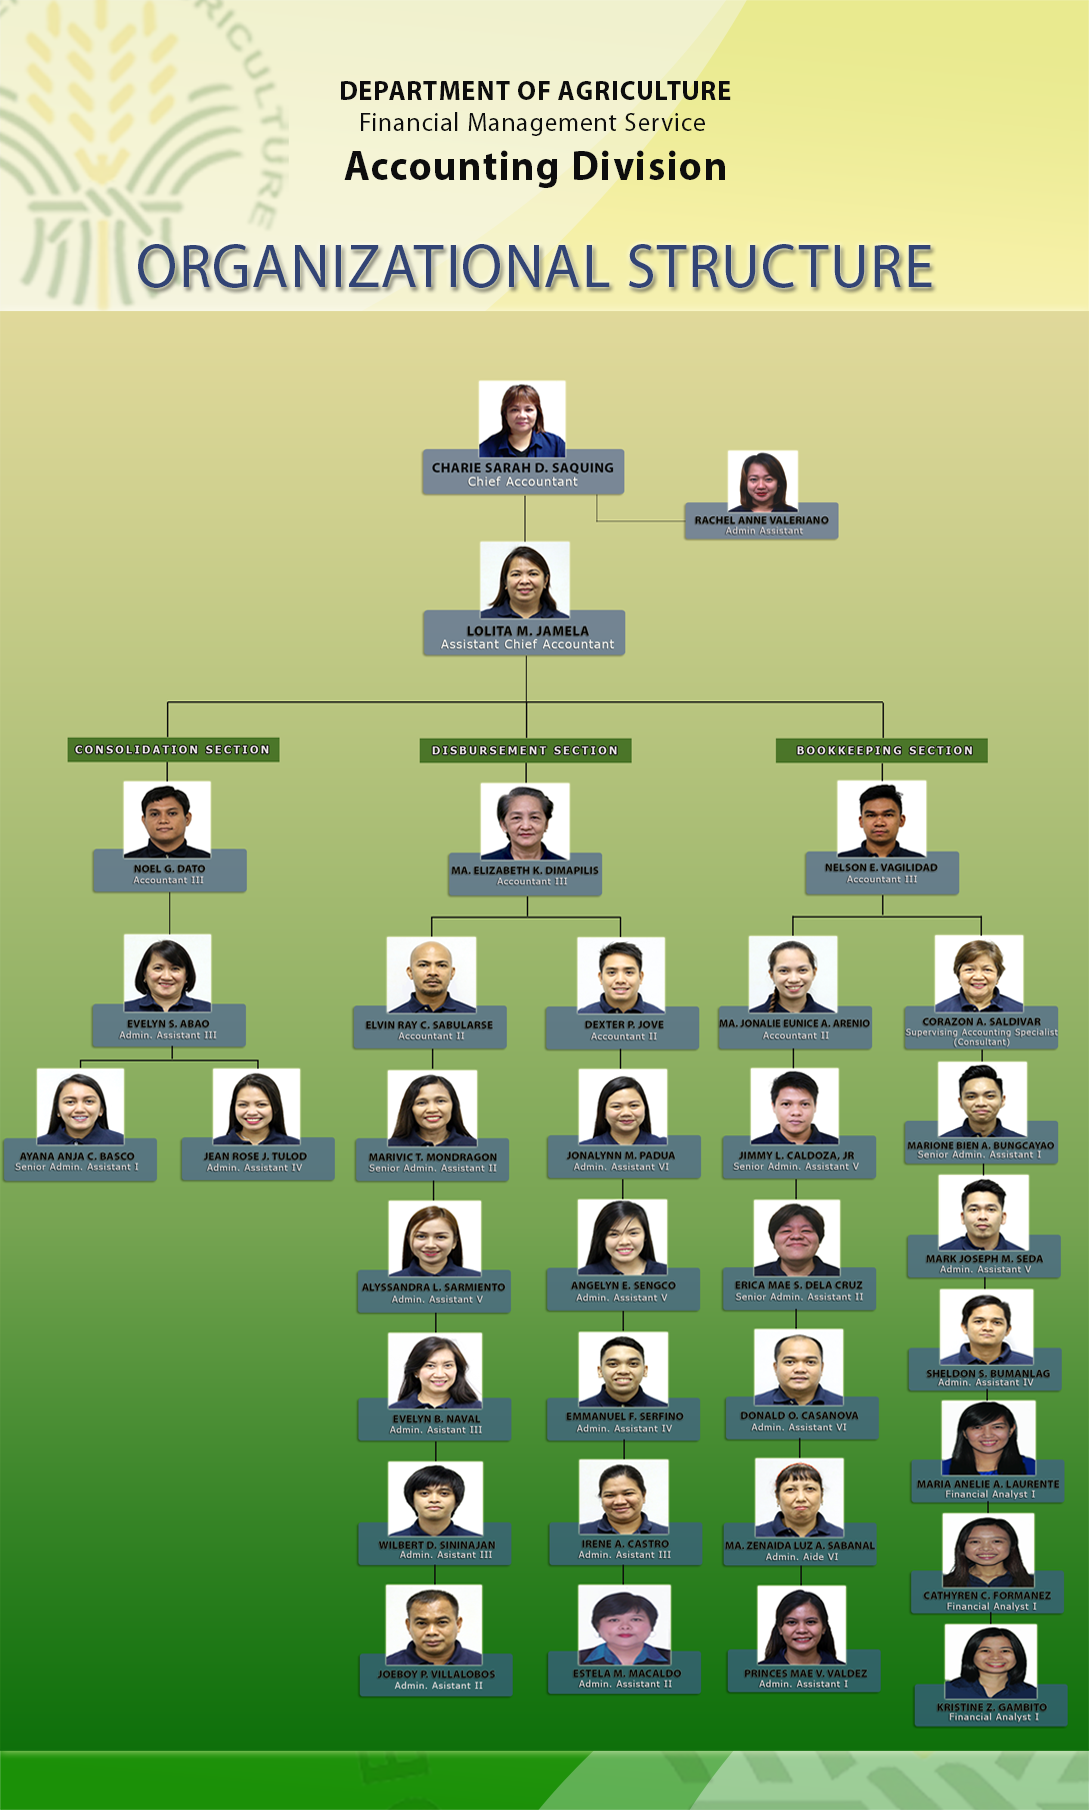 DEPARTMENT OF AGRICULTURE
Financial Management Service
Accounting Division
ORGANIZATIONAL STRUCTURE
RICULTURE
CHARIE SARAH D. SAQUING
Chief Accountant
RACHEL ANNE VALERIANO
Admin Assistant
LOLITA M. JAMELA
Assistant Chief Accountant
CONSOLIDATION SECTION
DISBURSEMENT SECTION
BOOKKEEPING SECTION
NOEL G. DATO
Accountant III
MA. ELIZABETH K. DIMAPILIS
Accountant III
NELSON E. VAGILIDAD
Accountant III
EVELYN S. ABAO
Admin. Assistant III
ELVIN RAY C. SABULARSE
Accountant II
DEXTER P. JOVE
Accountant II
MA. JONALIE EUNICE A. ARENIO
Accountant II
CORAZON A. SALDIVAR
Supervising Accounting Specialist
(Consultant)
AYANA ANJA C. BASCO
Senior Admin. Assistant I
JEAN ROSE J. TULOD
Admin. Assistant IV
MARIVIC T. MONDRAGON
Senior Admin. Assistant II
JONALYNN M. PADUA
Admin. Assistant VI
JIMMY L. CALDOZA, JR
Senior Admin. Assistant V
MARIONE BIEN A. BUNGCAYAO
Senior Admin. Assistant I
ALYSSANDRA L. SARMIENTO
Admin. Assistant V
ANGELYN E. SENGCO
Admin. Assistant V
ERICA MAE S. DELA CRUZ
Senior Admin. Assistant II
MARK JOSEPH M. SEDA
Admin. Assistant V
SHELDON S. BUMANLAG
Admin. Assistant IV
EVELYN B. NAVAL
Admin. Asistant III
EMMANUEL F. SERFINO
Admin. Asistant IV
DONALD O. CASANOVA
Admin. Assistant VI
MARIA ANELIE A. LAURENTE
Financial Analyst I
WILBERT D. SININAJAN
Admin. Asistant III
IRENE A. CASTRO
Admin. Asistant III
MA. ZENAIDA LUZ A. SABANAL
Admin. Aide VI
CATHYREN C. FORMANEZ
Financial Analyst I
JOEBOY P. VILLALOBOS
Admin. Asistant II
ESTELA M. MACALDO
Admin. Assistant II
PRINCES MAE V. VALDEZ
Admin. Assistant I
KRISTINE Z. GAMBITO
Financial Analyst I